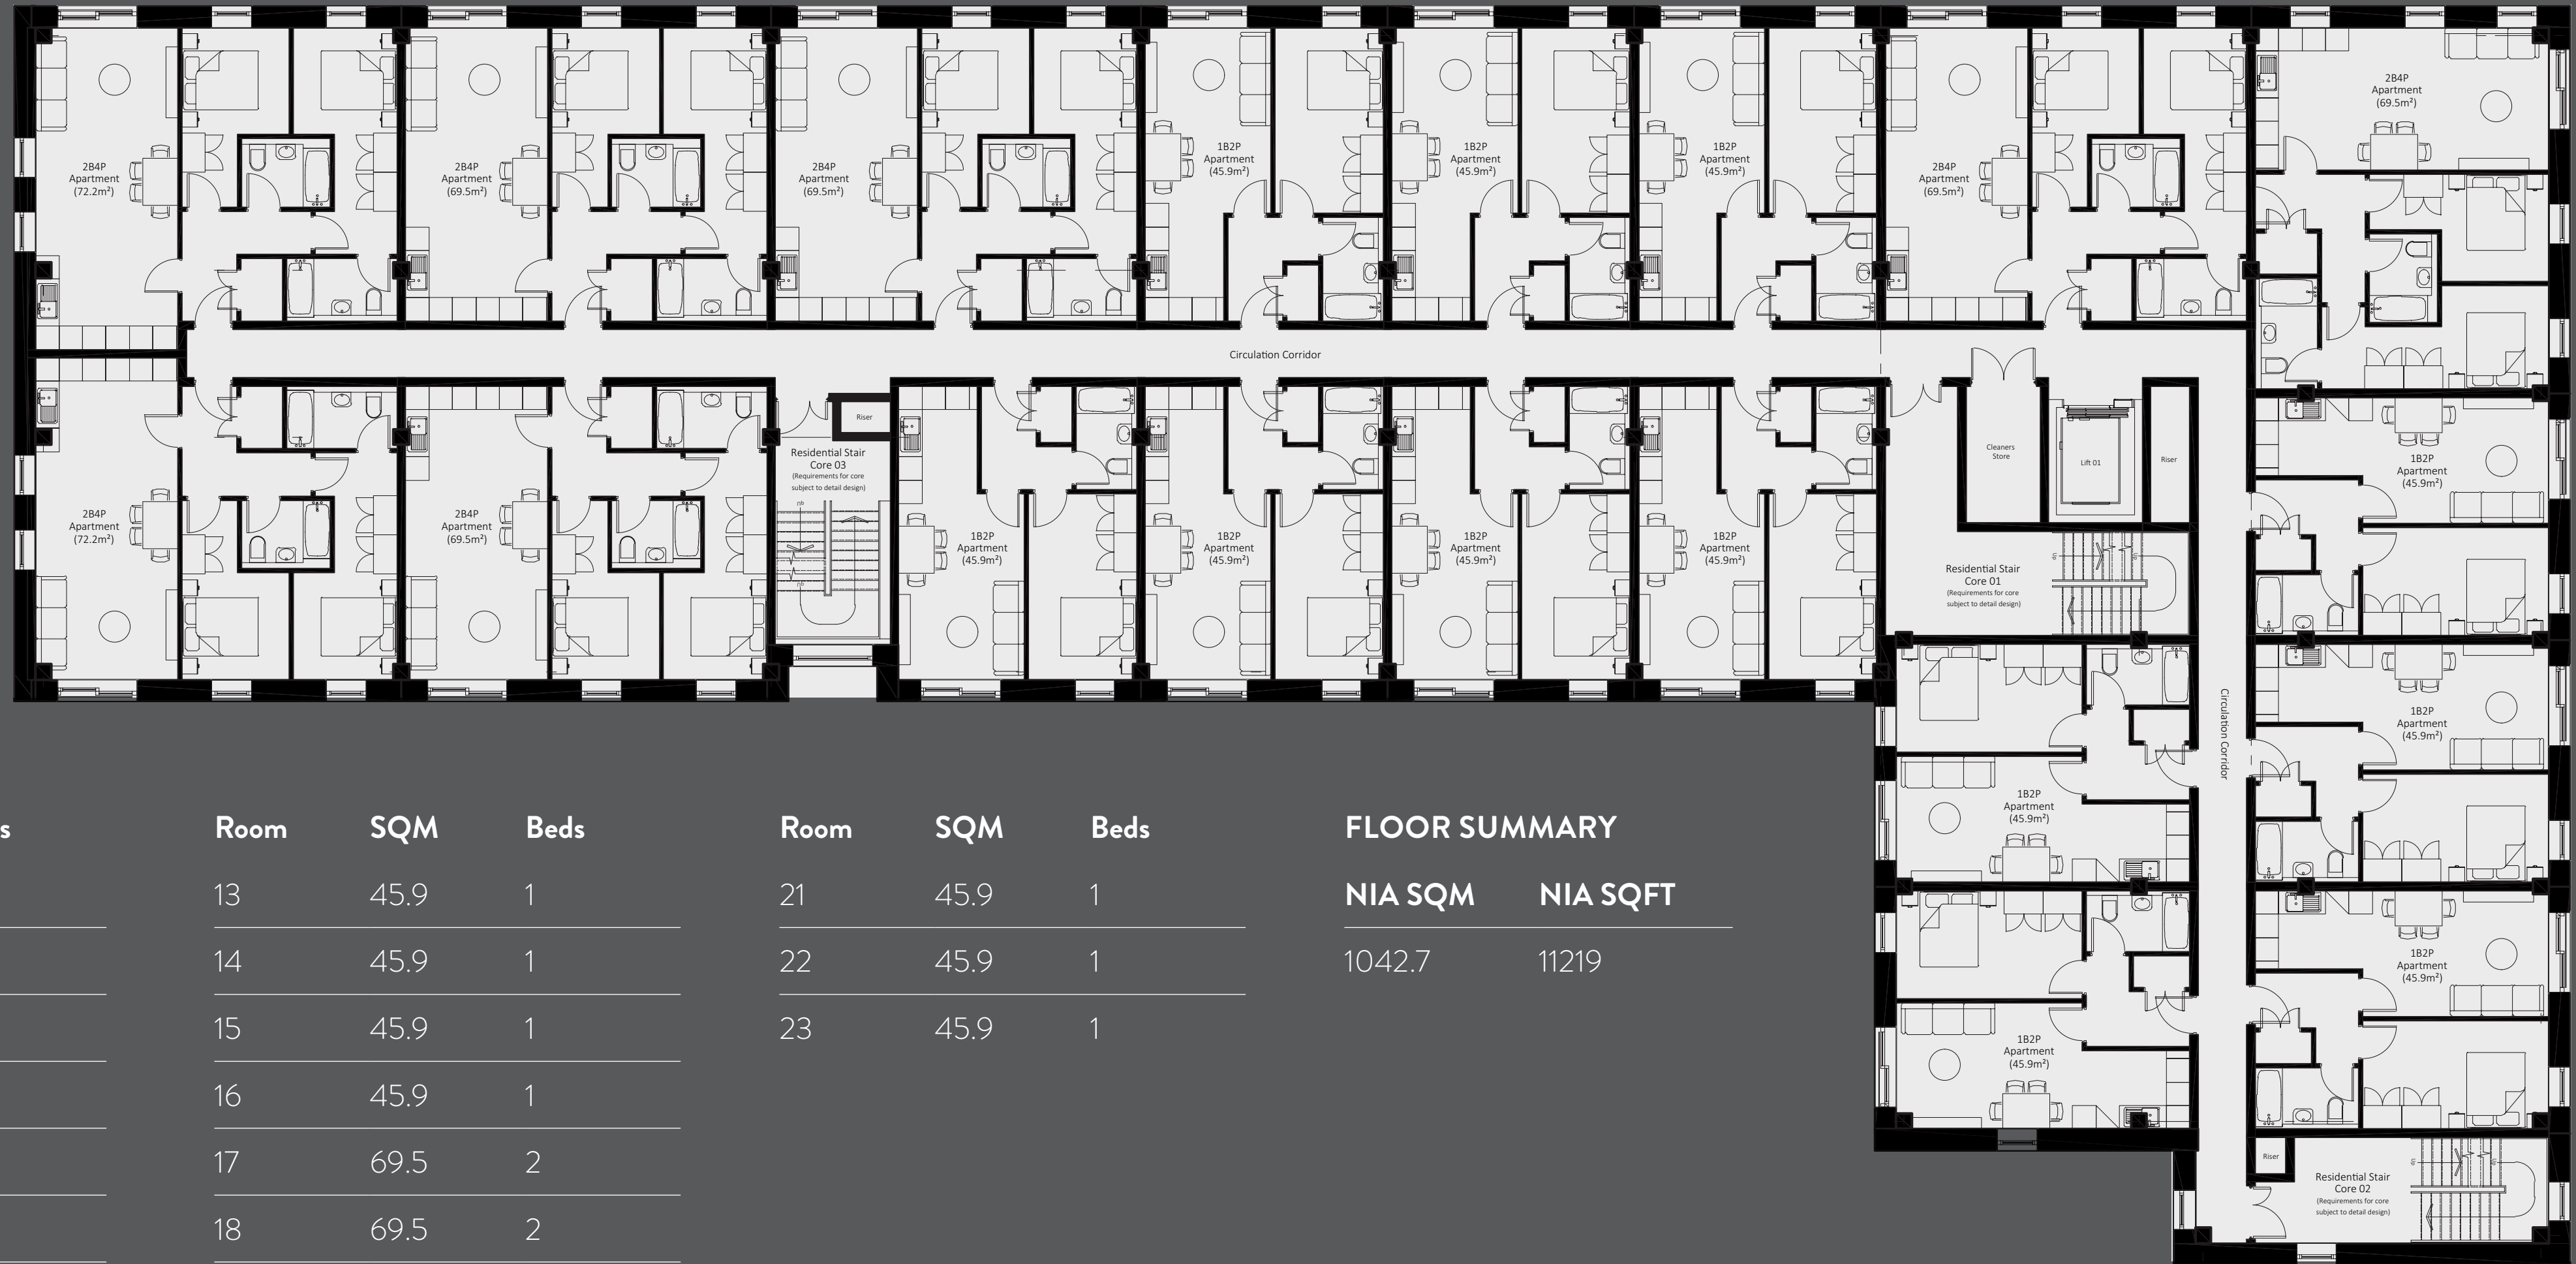 2B4P
Apartment
(72.2m²)
2B4P
Apartment
(69.5m²)
2B4P
Apartment
(69.5m²)
1B2P
Apartment
(45.9m²)
1B2P
Apartment
(45.9m²)
1B2P
Apartment
(45.9m²)
2B4P
Apartment
(69.5m²)
2B4P
Apartment
(69.5m²)
Circulation Corridor
2B4P
Apartment
(72.2m²)
2B4P
Apartment
(69.5m²)
Riser
Residential Stair
Core 03
(Requirements for core
subject to detail design)
up
up
1B2P
Apartment
(45.9m²)
1B2P
Apartment
(45.9m²)
1B2P
Apartment
(45.9m²)
1B2P
Apartment
(45.9m²)
Cleaners
Store
Lift 01
Riser
Residential Stair
Core 01
(Requirements for core
subject to detail design)
up
up
1B2P
Apartment
(45.9m²)
1B2P
Apartment
(45.9m²)
Circulation Corridor
1B2P
Apartment
(45.9m²)
1B2P
Apartment
(45.9m²)
1B2P
Apartment
(45.9m²)
Riser
Residential Stair
Core 02
(Requirements for core
subject to detail design)
up
up
s
Room SQM Beds
13 45.9 1
14 45.9 1
15 45.9 1
16 45.9 1
17 69.5 2
18 69.5 2
Room SQM Beds
21 45.9 1
22 45.9 1
23 45.9 1
FLOOR SUMMARY
NIA SQM NIA SQFT
1042.7 11219